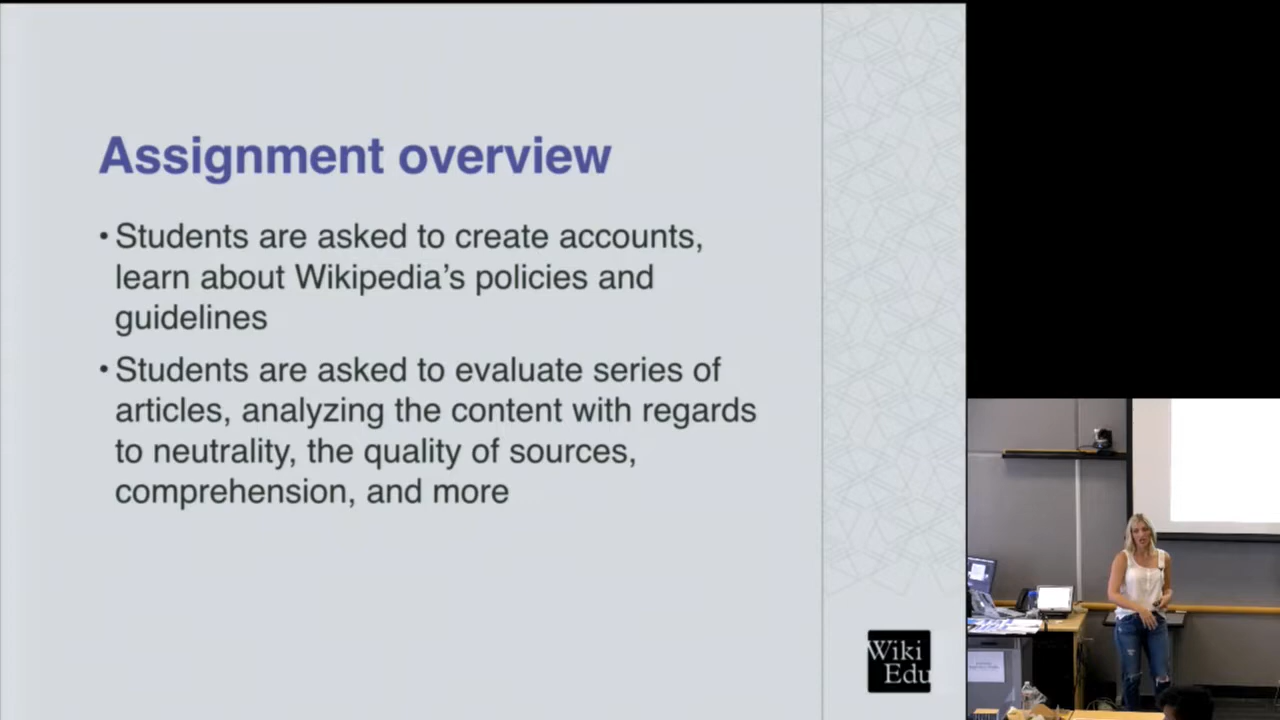 Assignment overview
• Students are asked to create accounts,
learn about Wikipedia's policies and
guidelines
• Students are asked to evaluate series of
articles, analyzing the content with regards
to neutrality, the quality of sources,
comprehension, and more
Wiki
Edu